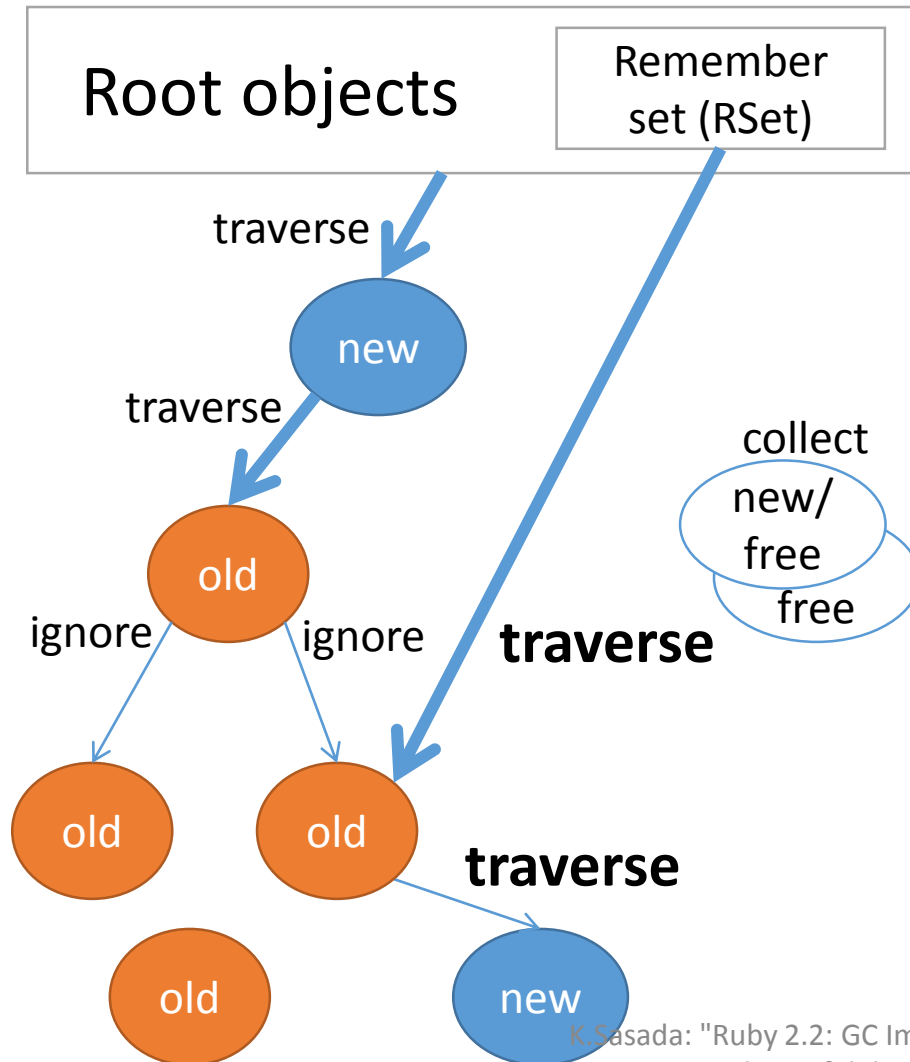 Root objects
Remember
set (RSet)
traverse
new
traverse
collect
new/
free
free
old
ignore
ignore
traverse
old
old
traverse
old
new
K.Sasada: "Ruby 2.2: GC Im